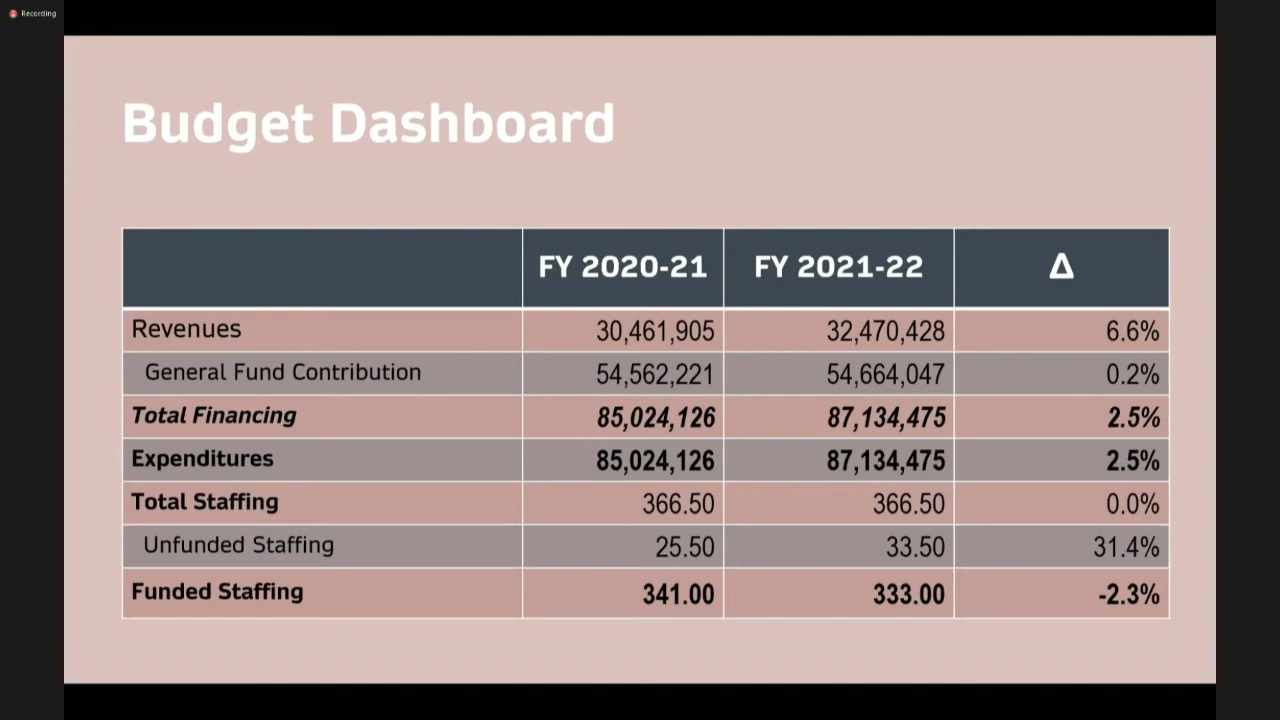 Recording
Budget Dashboard
FY 2020-21 FY 2021-22 Δ
Revenues 30,461,905 32,470,428 6.6%
General Fund Contribution 54,562,221 54,664,047 0.2%
Total Financing 85,024,126 87,134,475 2.5%
Expenditures 85,024,126 87,134,475 2.5%
Total Staffing 366.50 366.50 0.0%
Unfunded Staffing 25.50 33.50 31.4%
Funded Staffing 341.00 333.00 -2.3%